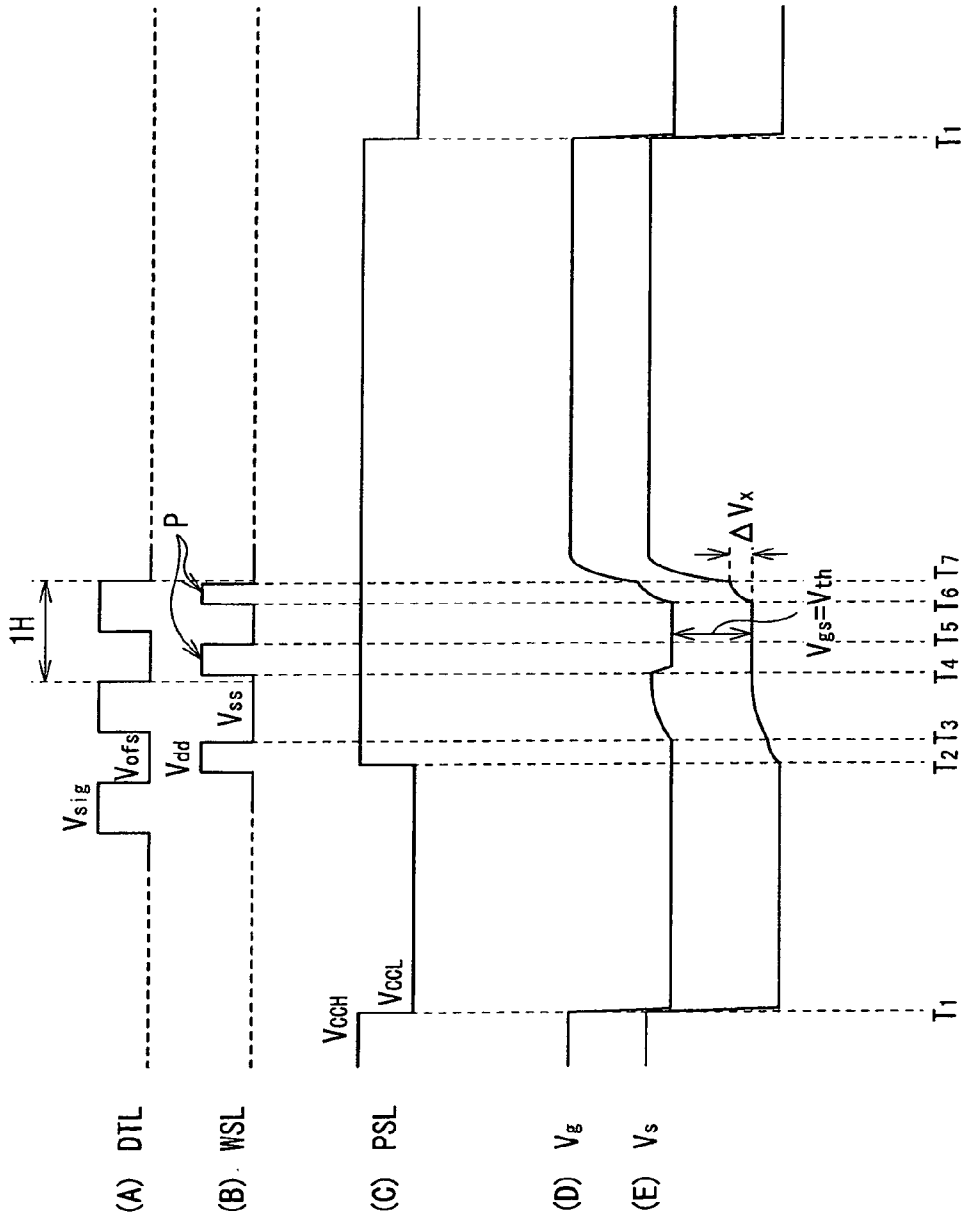 1H
(A) DTL
Vsig
Vofs
P
(B) WSL
Vdd
Vss
(C) PSL
VCCH
VCCL
(D) Vg
(E) Vs
ΔVx
Vgs=Vth
T1
T2
T3
T4
T5
T6
T7
T1